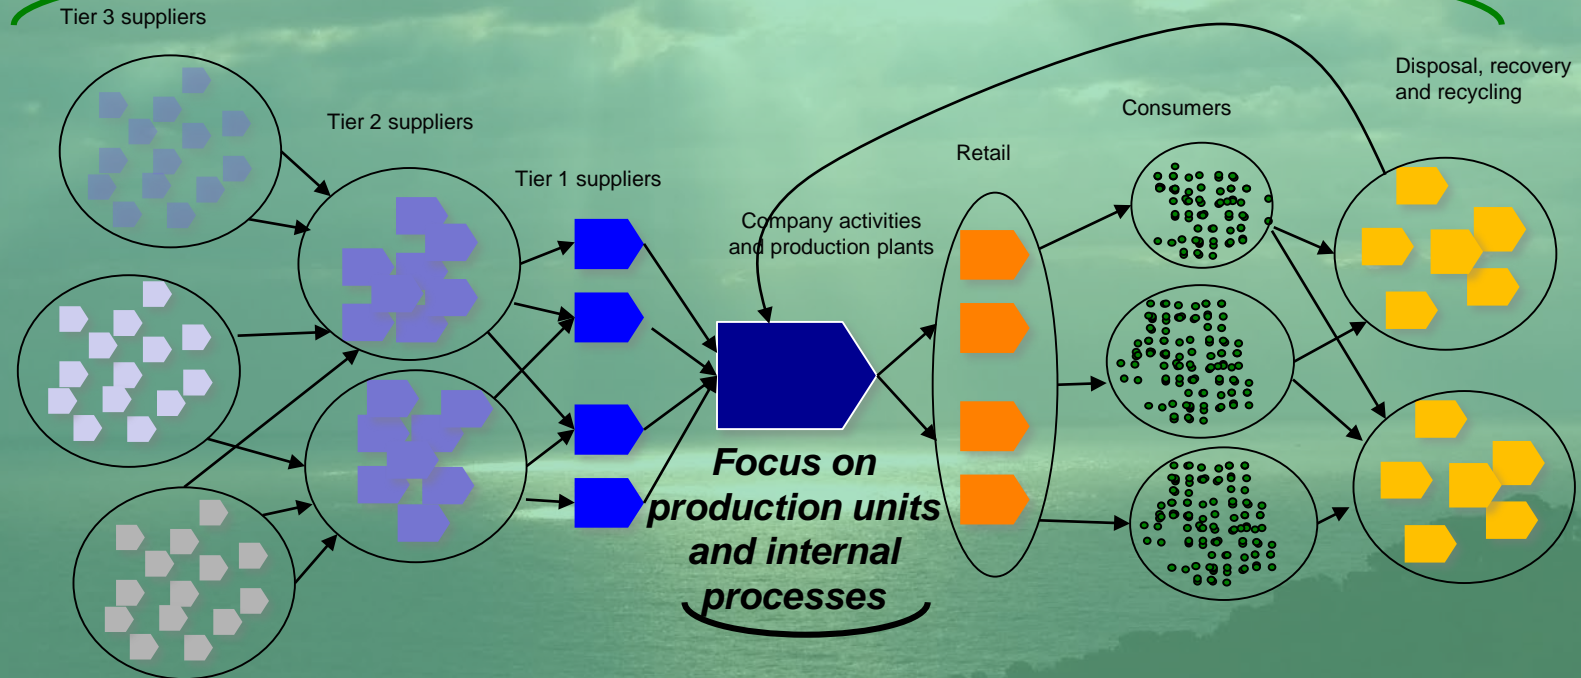 Tier 3 suppliers
Tier 2 suppliers
Tier 1 suppliers
Company activities
and production plants
Retail
Consumers
Disposal, recovery
and recycling
Focus on
production units
and internal
processes